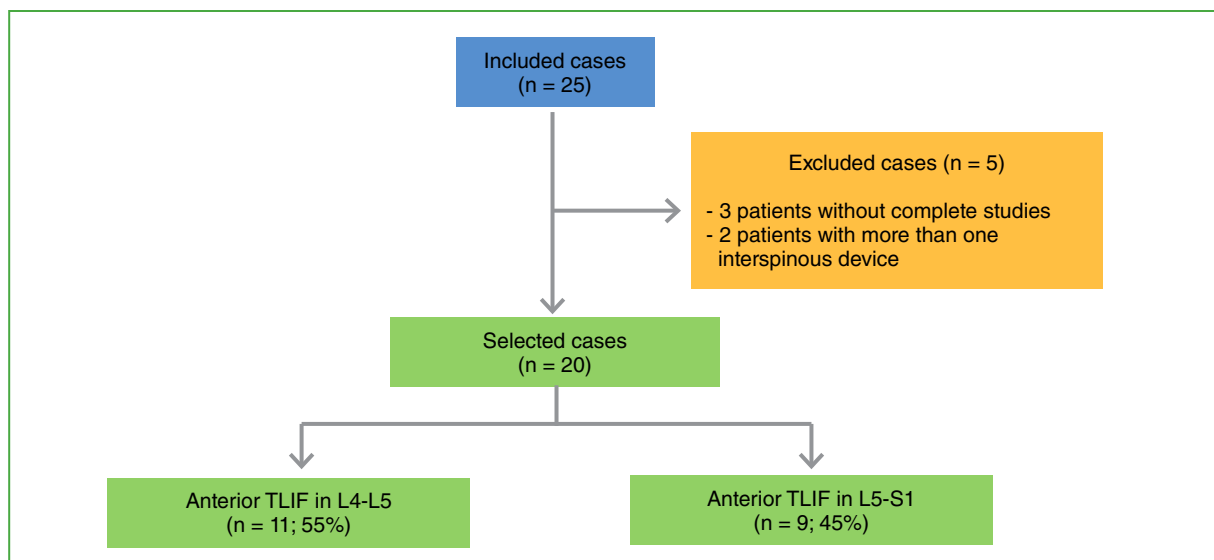 Included cases
(n = 25)
Excluded cases (n = 5)
- 3 patients without complete studies
- 2 patients with more than one
interspinous device
Selected cases
(n = 20)
Anterior TLIF in L4-L5
(n = 11; 55%)
Anterior TLIF in L5-S1
(n = 9; 45%)